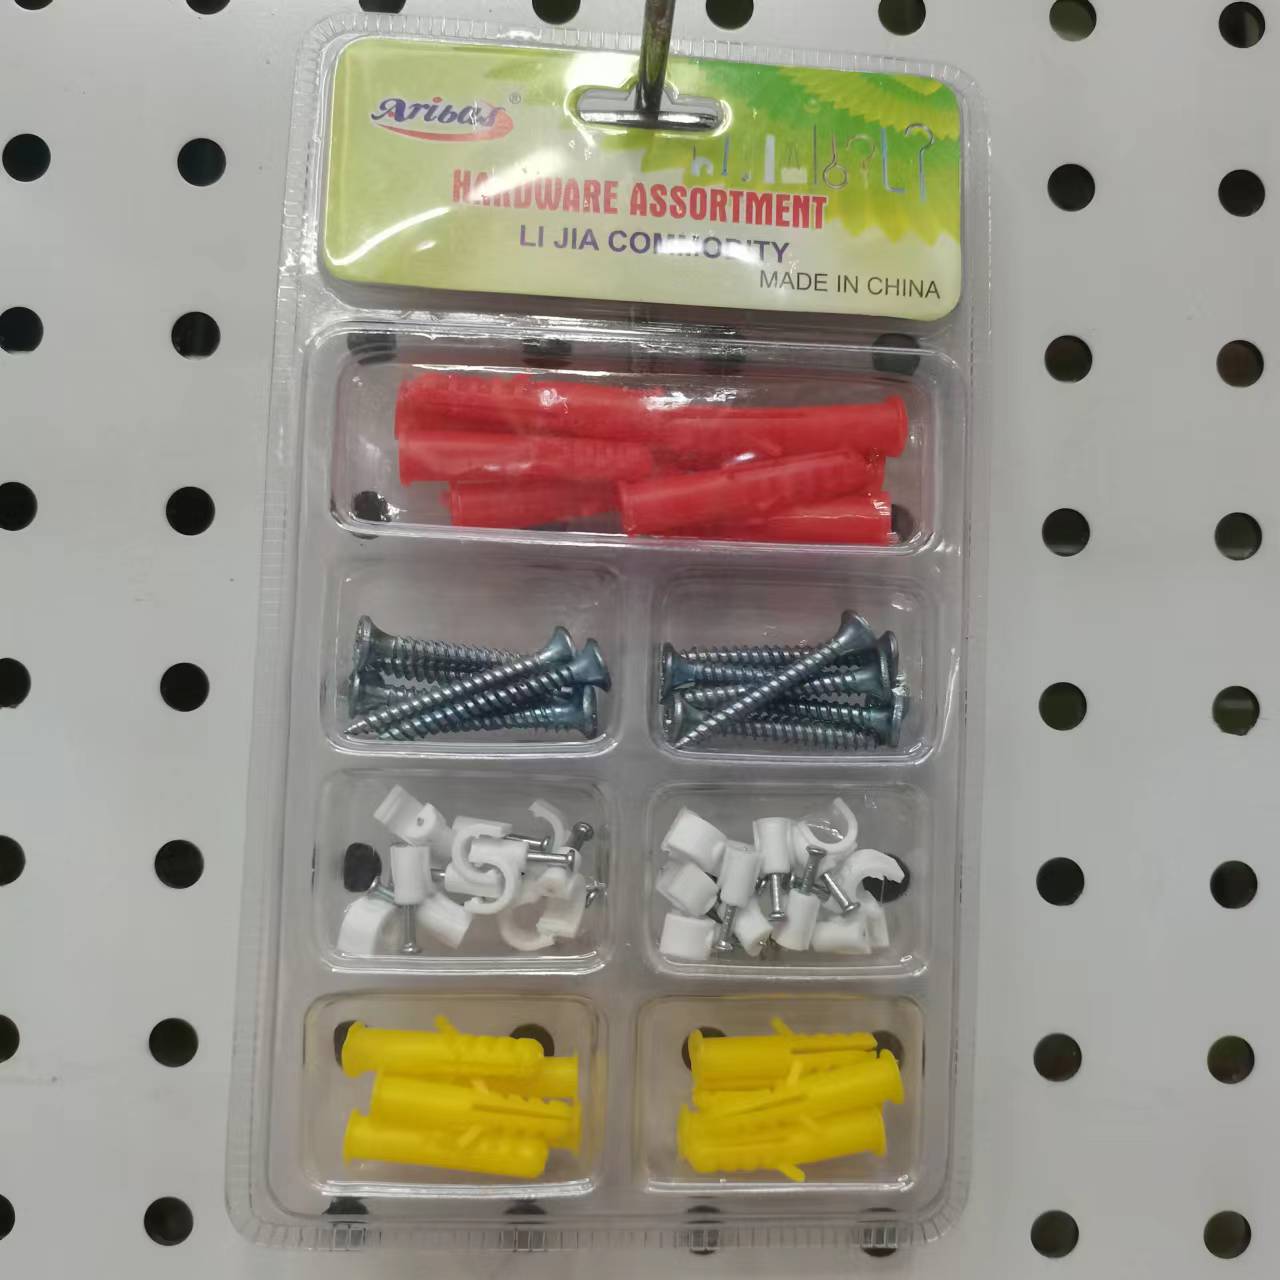 Aribas®
HARDWARE ASSORTMENT
LI JIA COMMODITY
MADE IN CHINA